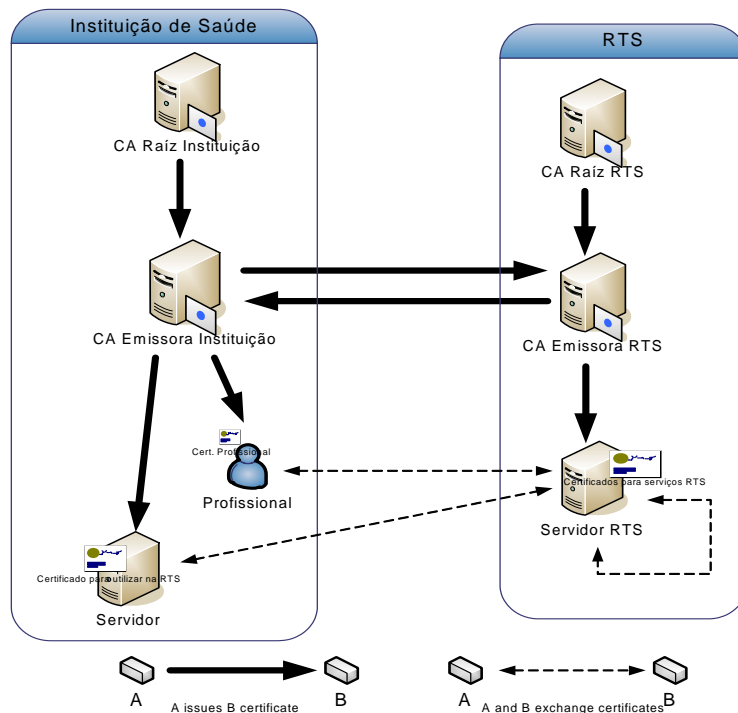 Instituição de Saúde
RTS
CA Raíz Instituição
CA Raíz RTS
CA Emissora Instituição
CA Emissora RTS
Cert. Profissional
Profissional
Certificados para serviços RTS
Servidor RTS
Certificado para utilizar na RTS
Servidor
A
B
A issues B certificate
A
B
A and B exchange certificates